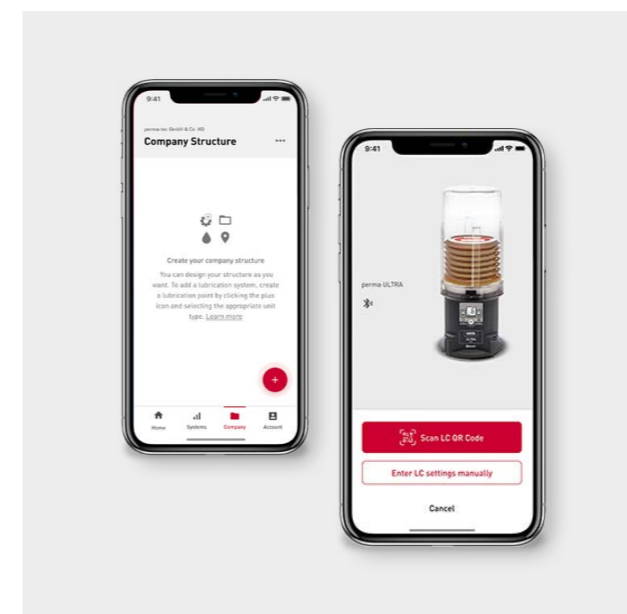 9:41
perma-tec GmbH & Co. KG
Company Structure
Create your company structure
You can design your structure as you
want. To add a lubrication system, create
a lubrication point by clicking the plus
icon and selecting the appropriate unit
type. Learn more
+
Home Systems Company Account
9:41
perma ULTRA
Scan LC QR Code
Enter LC settings manually
Cancel